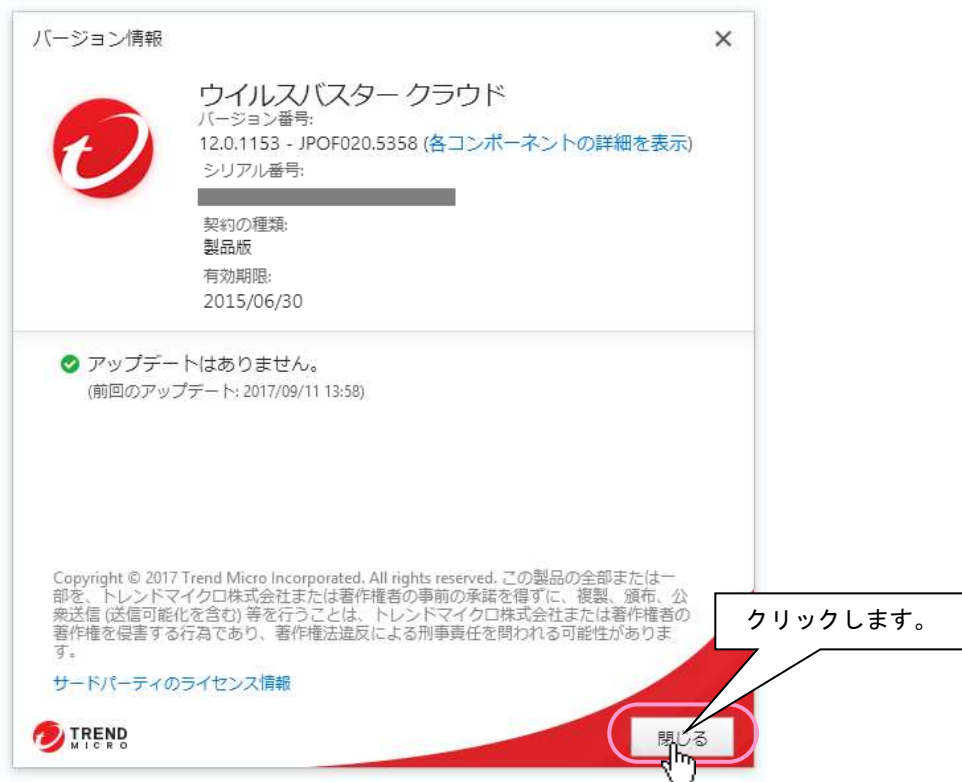 バージョン情報
ウイルスバスター クラウド
バージョン番号:
12.0.1153 - JPOF020.5358 (各コンポーネントの詳細を表示)
シリアル番号:
契約の種類:
製品版
有効期限:
2015/06/30
アップデートはありません。
(前回のアップデート: 2017/09/11 13:58)
Copyright © 2017 Trend Micro Incorporated. All rights reserved. この製品の全部または一
部を、トレンドマイクロ株式会社または著作権者の事前の承諾を得ずに、複製、頒布、公
衆送信 (送信可能化を含む) 等を行うことは、トレンドマイクロ株式会社または著作権者の
著作権を侵害する行為であり、著作権法違反による刑事責任を問われる可能性がありま
す。
クリックします。
サードパーティのライセンス情報
TREND
MICRO
閉じる